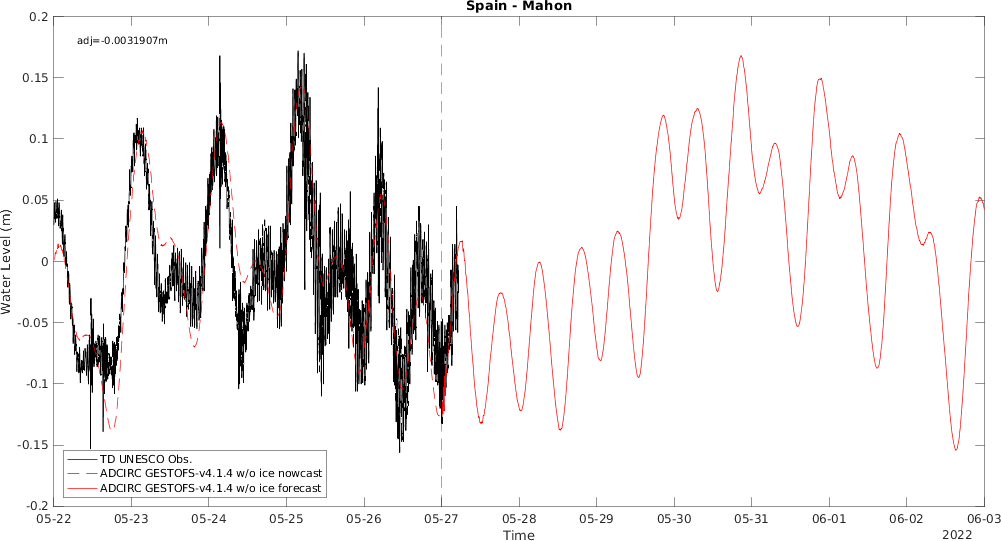 Spain - Mahon
adj=-0.0031907m
0.2
0.15
0.1
0.05
0
-0.05
-0.1
-0.15
-0.2
Water Level (m)
TD UNESCO Obs.
ADCIRC GESTOFS-v4.1.4 w/o ice nowcast
ADCIRC GESTOFS-v4.1.4 w/o ice forecast
05-22 05-23 05-24 05-25 05-26 05-27 05-28 05-29 05-30 05-31 06-01 06-02 06-03
Time
2022